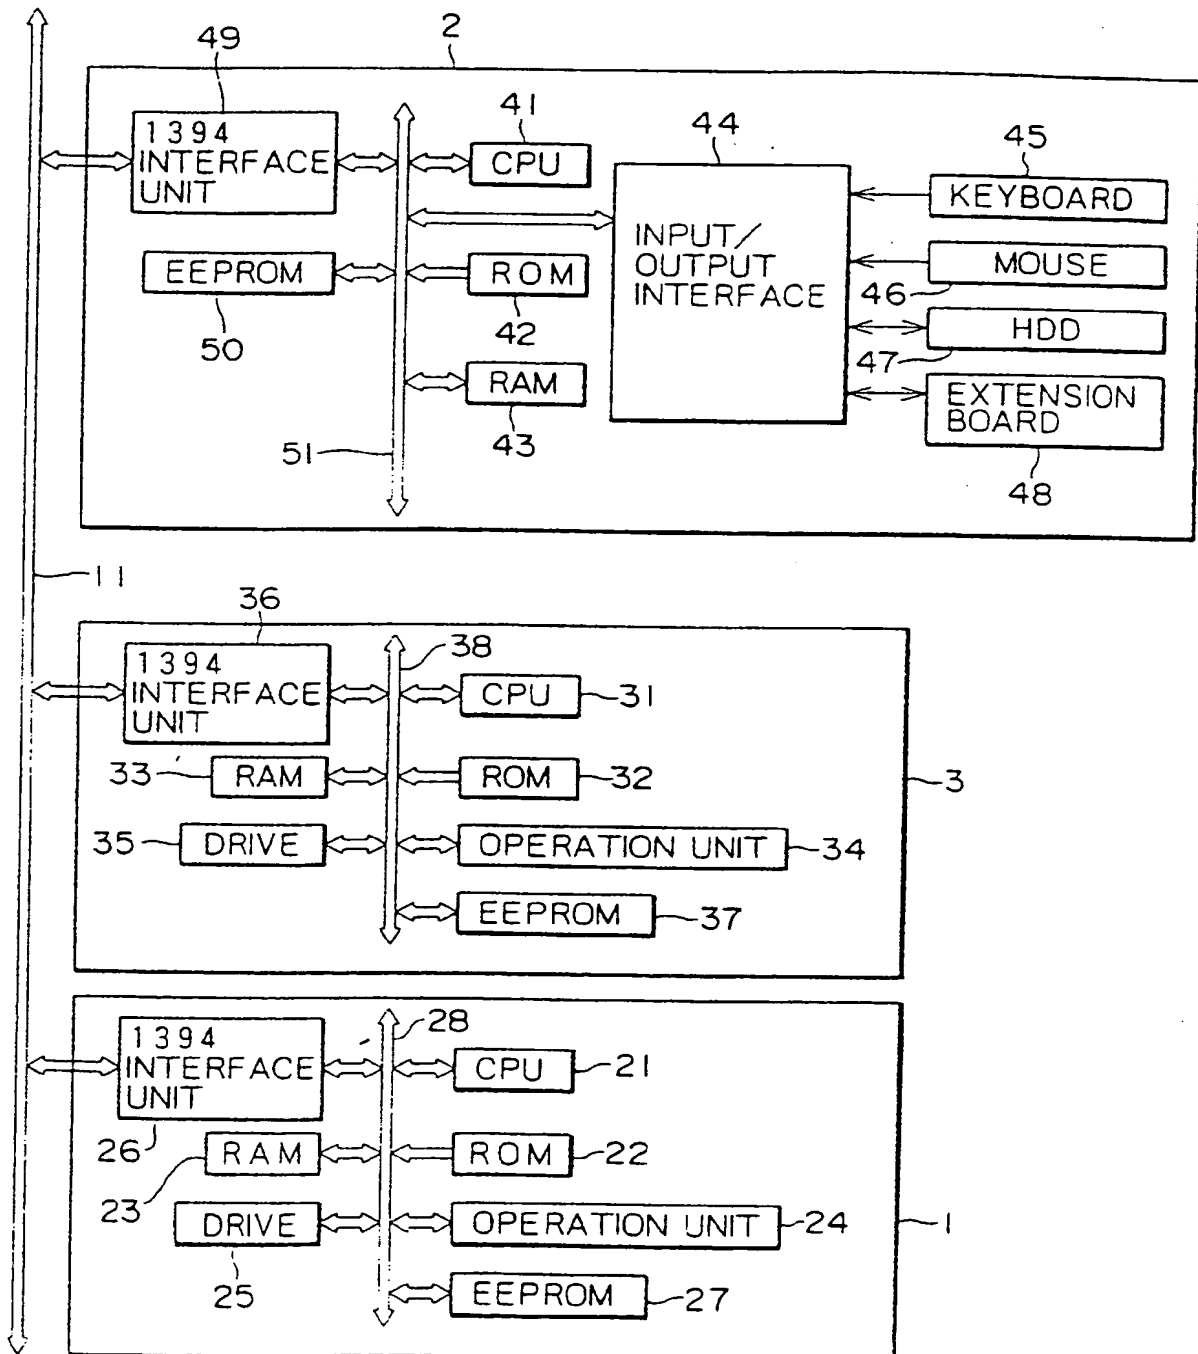 49
2
1394
INTERFACE
UNIT
41
CPU
44
45
KEYBOARD
INPUT/
OUTPUT
INTERFACE
MOUSE
46
EEPROM
50
ROM
42
HDD
47
RAM
43
EXTENSION
BOARD
48
51
11
36
1394
INTERFACE
UNIT
38
CPU
31
33
RAM
ROM
32
3
35
DRIVE
OPERATION UNIT
34
EEPROM
37
1394
INTERFACE
UNIT
26
28
CPU
21
RAM
23
ROM
22
DRIVE
25
OPERATION UNIT
24
1
EEPROM
27